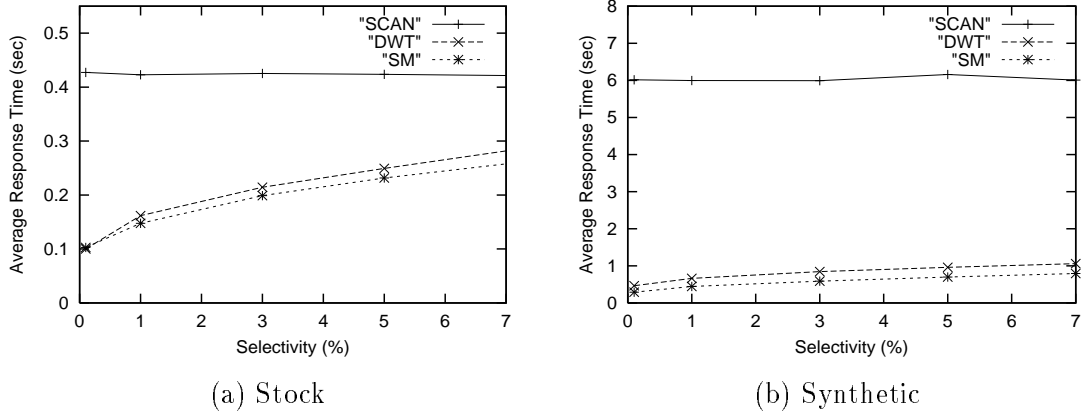 0.5
0.4
0.3
0.2
0.1
0
Average Response Time (sec)
"SCAN"
"DWT"
"SM"
0 1 2 3 4 5 6 7
Selectivity (%)
(a) Stock
8
7
6
5
4
3
2
1
0
Average Response Time (sec)
"SCAN"
"DWT"
"SM"
0 1 2 3 4 5 6 7
Selectivity (%)
(b) Synthetic